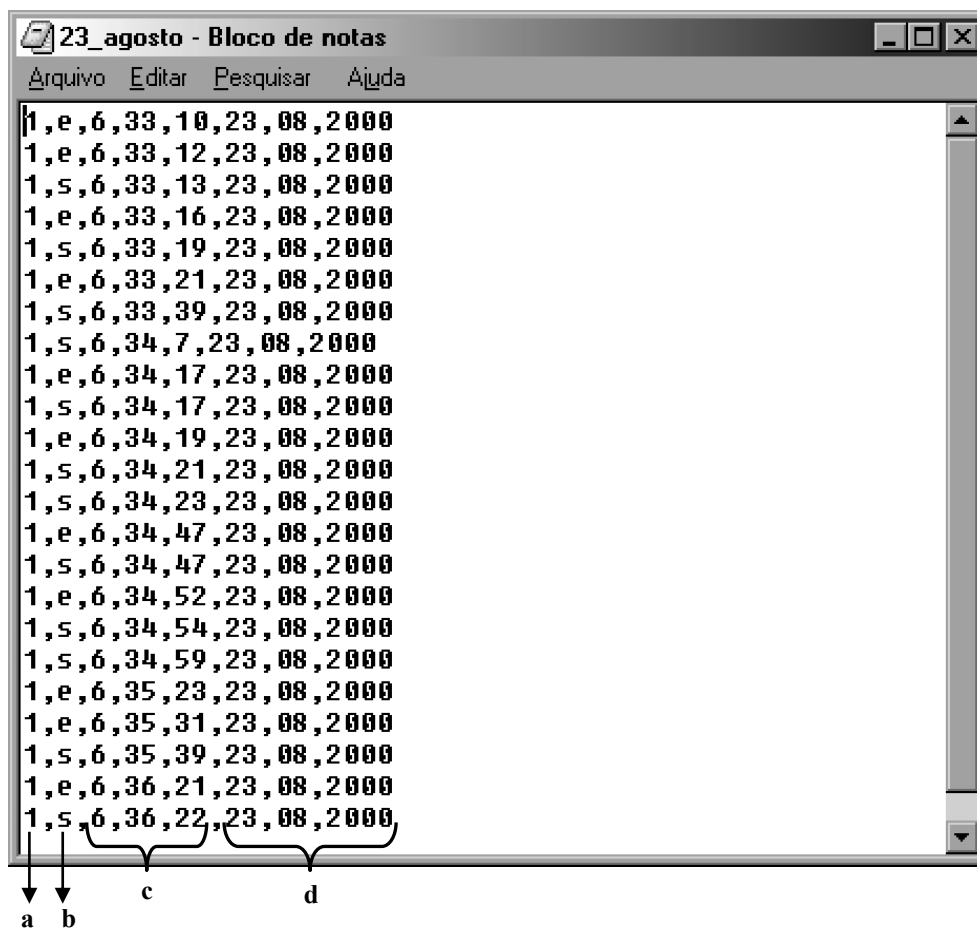 23_agosto - Bloco de notas
Arquivo Editar Pesquisar Ajuda
1,e,6,33,10,23,08,2000
1,e,6,33,12,23,08,2000
1,s,6,33,13,23,08,2000
1,e,6,33,16,23,08,2000
1,s,6,33,19,23,08,2000
1,e,6,33,21,23,08,2000
1,s,6,33,39,23,08,2000
1,s,6,34,7,23,08,2000
1,e,6,34,17,23,08,2000
1,s,6,34,17,23,08,2000
1,e,6,34,19,23,08,2000
1,s,6,34,21,23,08,2000
1,s,6,34,23,23,08,2000
1,e,6,34,47,23,08,2000
1,s,6,34,47,23,08,2000
1,e,6,34,52,23,08,2000
1,s,6,34,54,23,08,2000
1,s,6,34,59,23,08,2000
1,e,6,35,23,23,08,2000
1,e,6,35,31,23,08,2000
1,s,6,35,39,23,08,2000
1,e,6,36,21,23,08,2000
1,s,6,36,22,23,08,2000
c d
a b